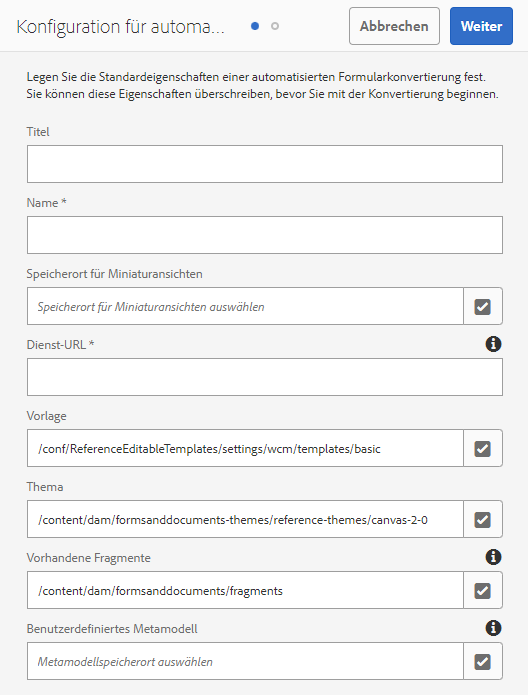 Konfiguration für automa...
Abbrechen
Weiter
Legen Sie die Standardeigenschaften einer automatisierten Formularkonvertierung fest.
Sie können diese Eigenschaften überschreiben, bevor Sie mit der Konvertierung beginnen.
Titel
Name *
Speicherort für Miniaturansichten
Speicherort für Miniaturansichten auswählen
Dienst-URL *
Vorlage
/conf/ReferenceEditableTemplates/settings/wcm/templates/basic
Thema
/content/dam/formsanddocuments-themes/reference-themes/canvas-2-0
Vorhandene Fragmente
/content/dam/formsanddocuments/fragments
Benutzerdefiniertes Metamodell
Metamodellspeicherort auswählen